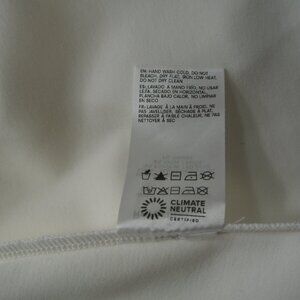 EN: HAND WASH COLD, DO NOT
BLEACH, DRY FLAT, IRON LOW HEAT,
DO NOT DRY CLEAN
ES: LAVADO A MANO FRÍO, NO USAR
LEJÍA, SECADO EN HORIZONTAL,
PLANCHA BAJO CALOR, NO LIMPIAR
EN SECO
FR: LAVAGE À LA MAIN À FROID, NE
PAS JAVELLISER, SÉCHAGE À PLAT,
REPASSER À FAIBLE CHALEUR, NE PAS
NETTOYER À SEC
CLIMATE
NEUTRAL
CERTIFIED